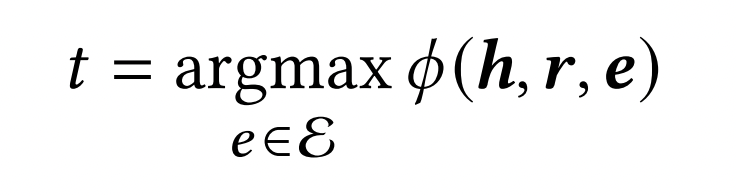 t = argmax ϕ(h, r, e)
e∈ℰ